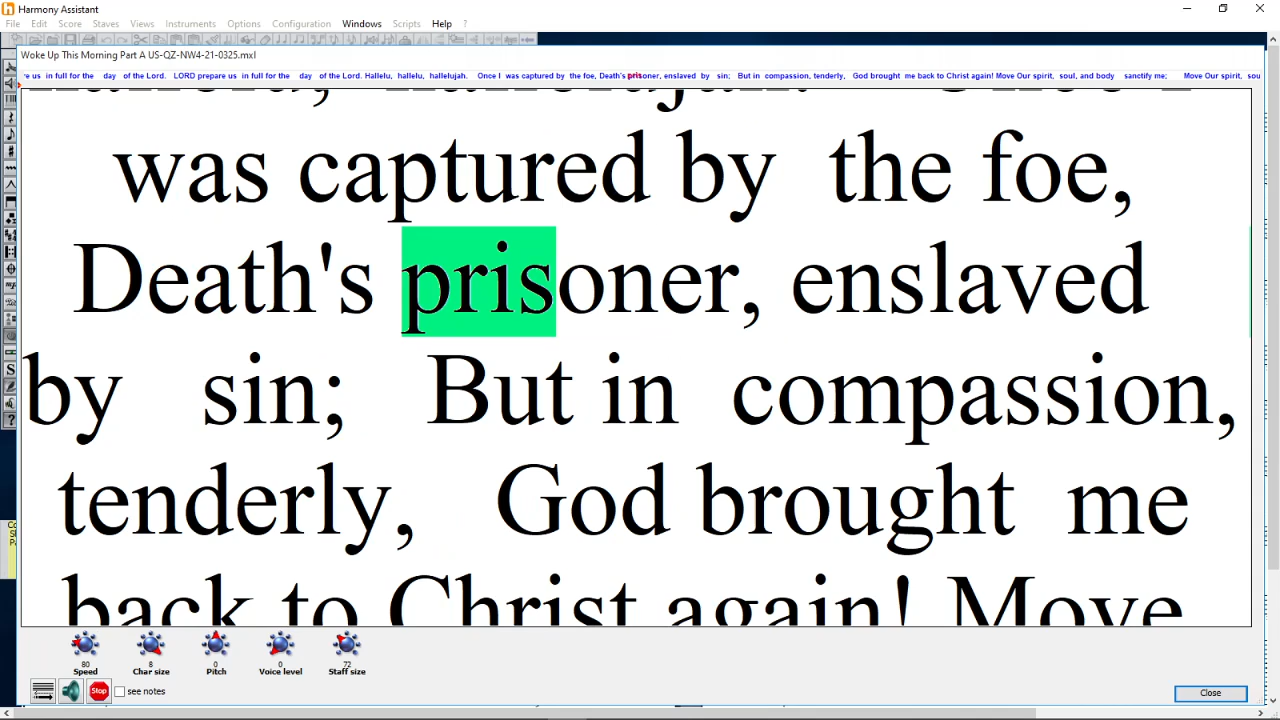 Harmony Assistant
File Edit Score Staves Views Instruments Options Configuration Windows Scripts Help ?
Woke Up This Morning Part A US-QZ-NW4-21-0325.mxl
re us in full for the day of the Lord. LORD prepare us in full for the day of the Lord. Hallelu, hallelu, hallelujah. Once I was captured by the foe, Death's prisoner, enslaved by sin; But in compassion, tenderly, God brought me back to Christ again! Move Our spirit, soul, and body sanctify me; Move Our spirit, sou
was captured by the foe,
Death's prisoner, enslaved
by sin; But in compassion,
tenderly, God brought me
back to Christ again! Move
80 8 0 0 72
Speed Char size Pitch Voice level Staff size
Stop see notes Close